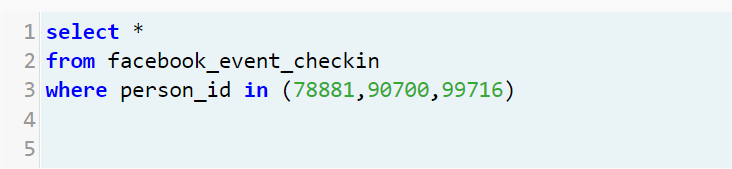 1 select *
2 from facebook_event_checkin
3 where person_id in (78881,90700,99716)
4
5